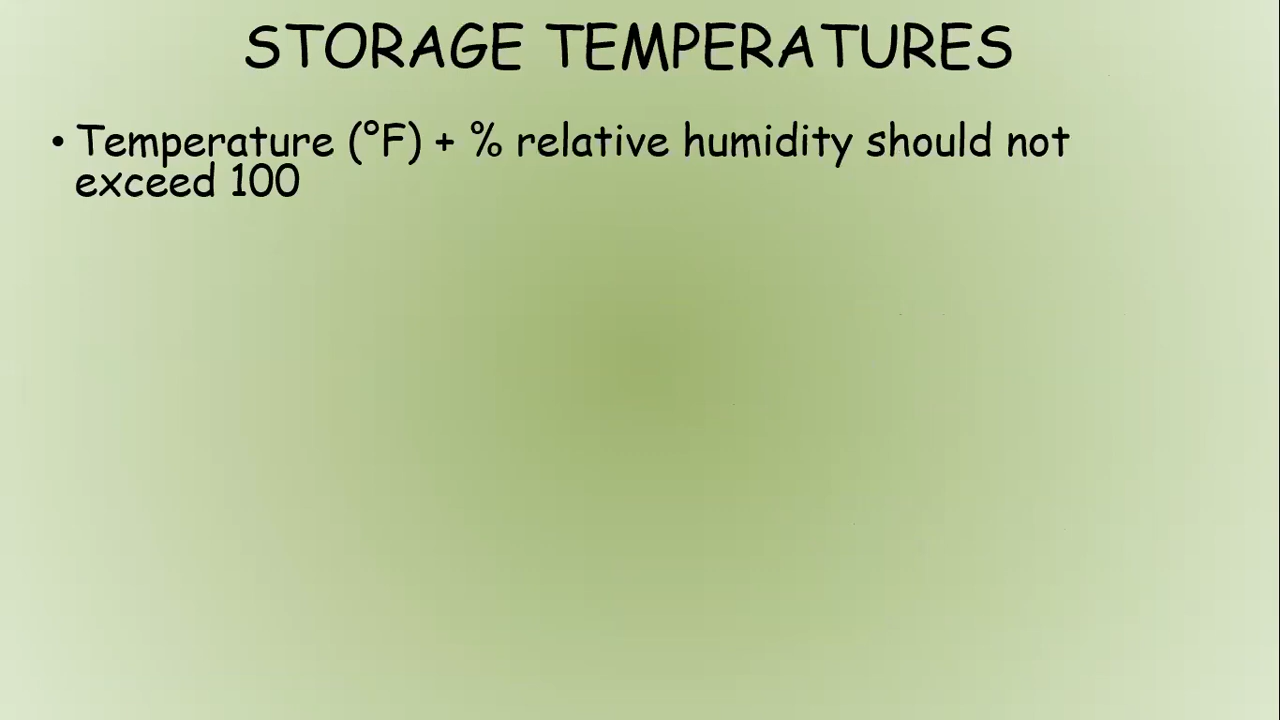 STORAGE TEMPERATURES
• Temperature (°F) + % relative humidity should not
exceed 100